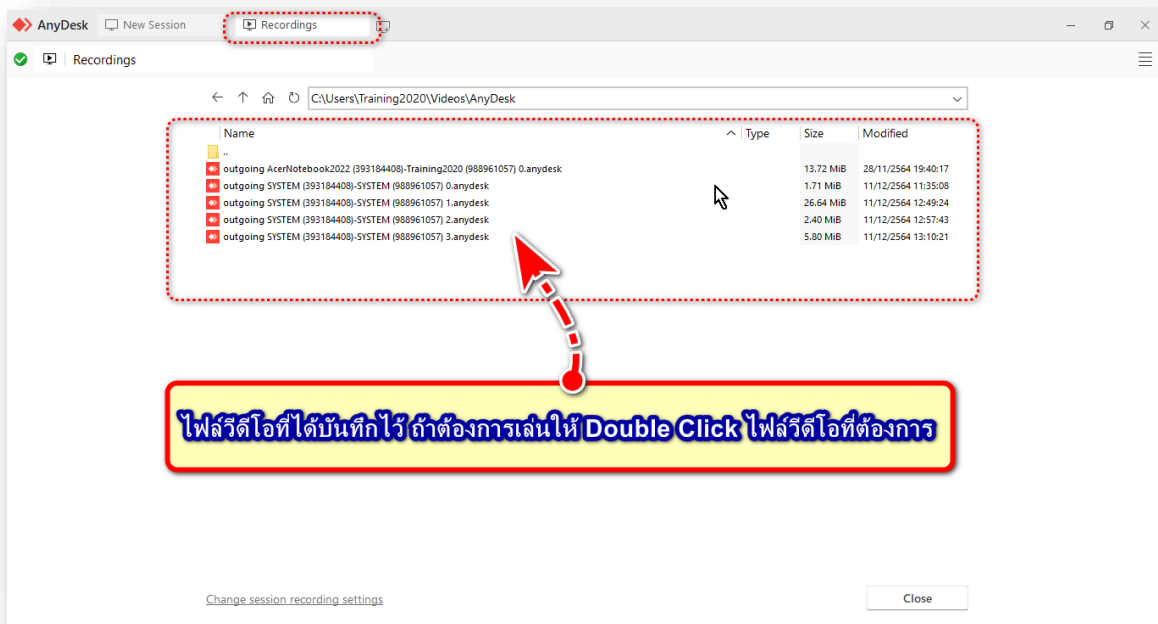 AnyDesk New Session Recordings
Recordings
C:\Users\Training2020\Videos\AnyDesk
Name Type Size Modified
..
outgoing AcerNotebook2022 (393184408)-Training2020 (988961057) 0.anydesk 13.72 MiB 28/11/2564 19:40:17
outgoing SYSTEM (393184408)-SYSTEM (988961057) 0.anydesk 1.71 MiB 11/12/2564 11:35:08
outgoing SYSTEM (393184408)-SYSTEM (988961057) 1.anydesk 26.64 MiB 11/12/2564 12:49:24
outgoing SYSTEM (393184408)-SYSTEM (988961057) 2.anydesk 2.40 MiB 11/12/2564 12:57:43
outgoing SYSTEM (393184408)-SYSTEM (988961057) 3.anydesk 5.80 MiB 11/12/2564 13:10:21
ไฟล์วีดีโอที่ได้บันทึกไว้ ถ้าต้องการเล่นให้ Double Click ไฟล์วีดีโอที่ต้องการ
Change session recording settings Close